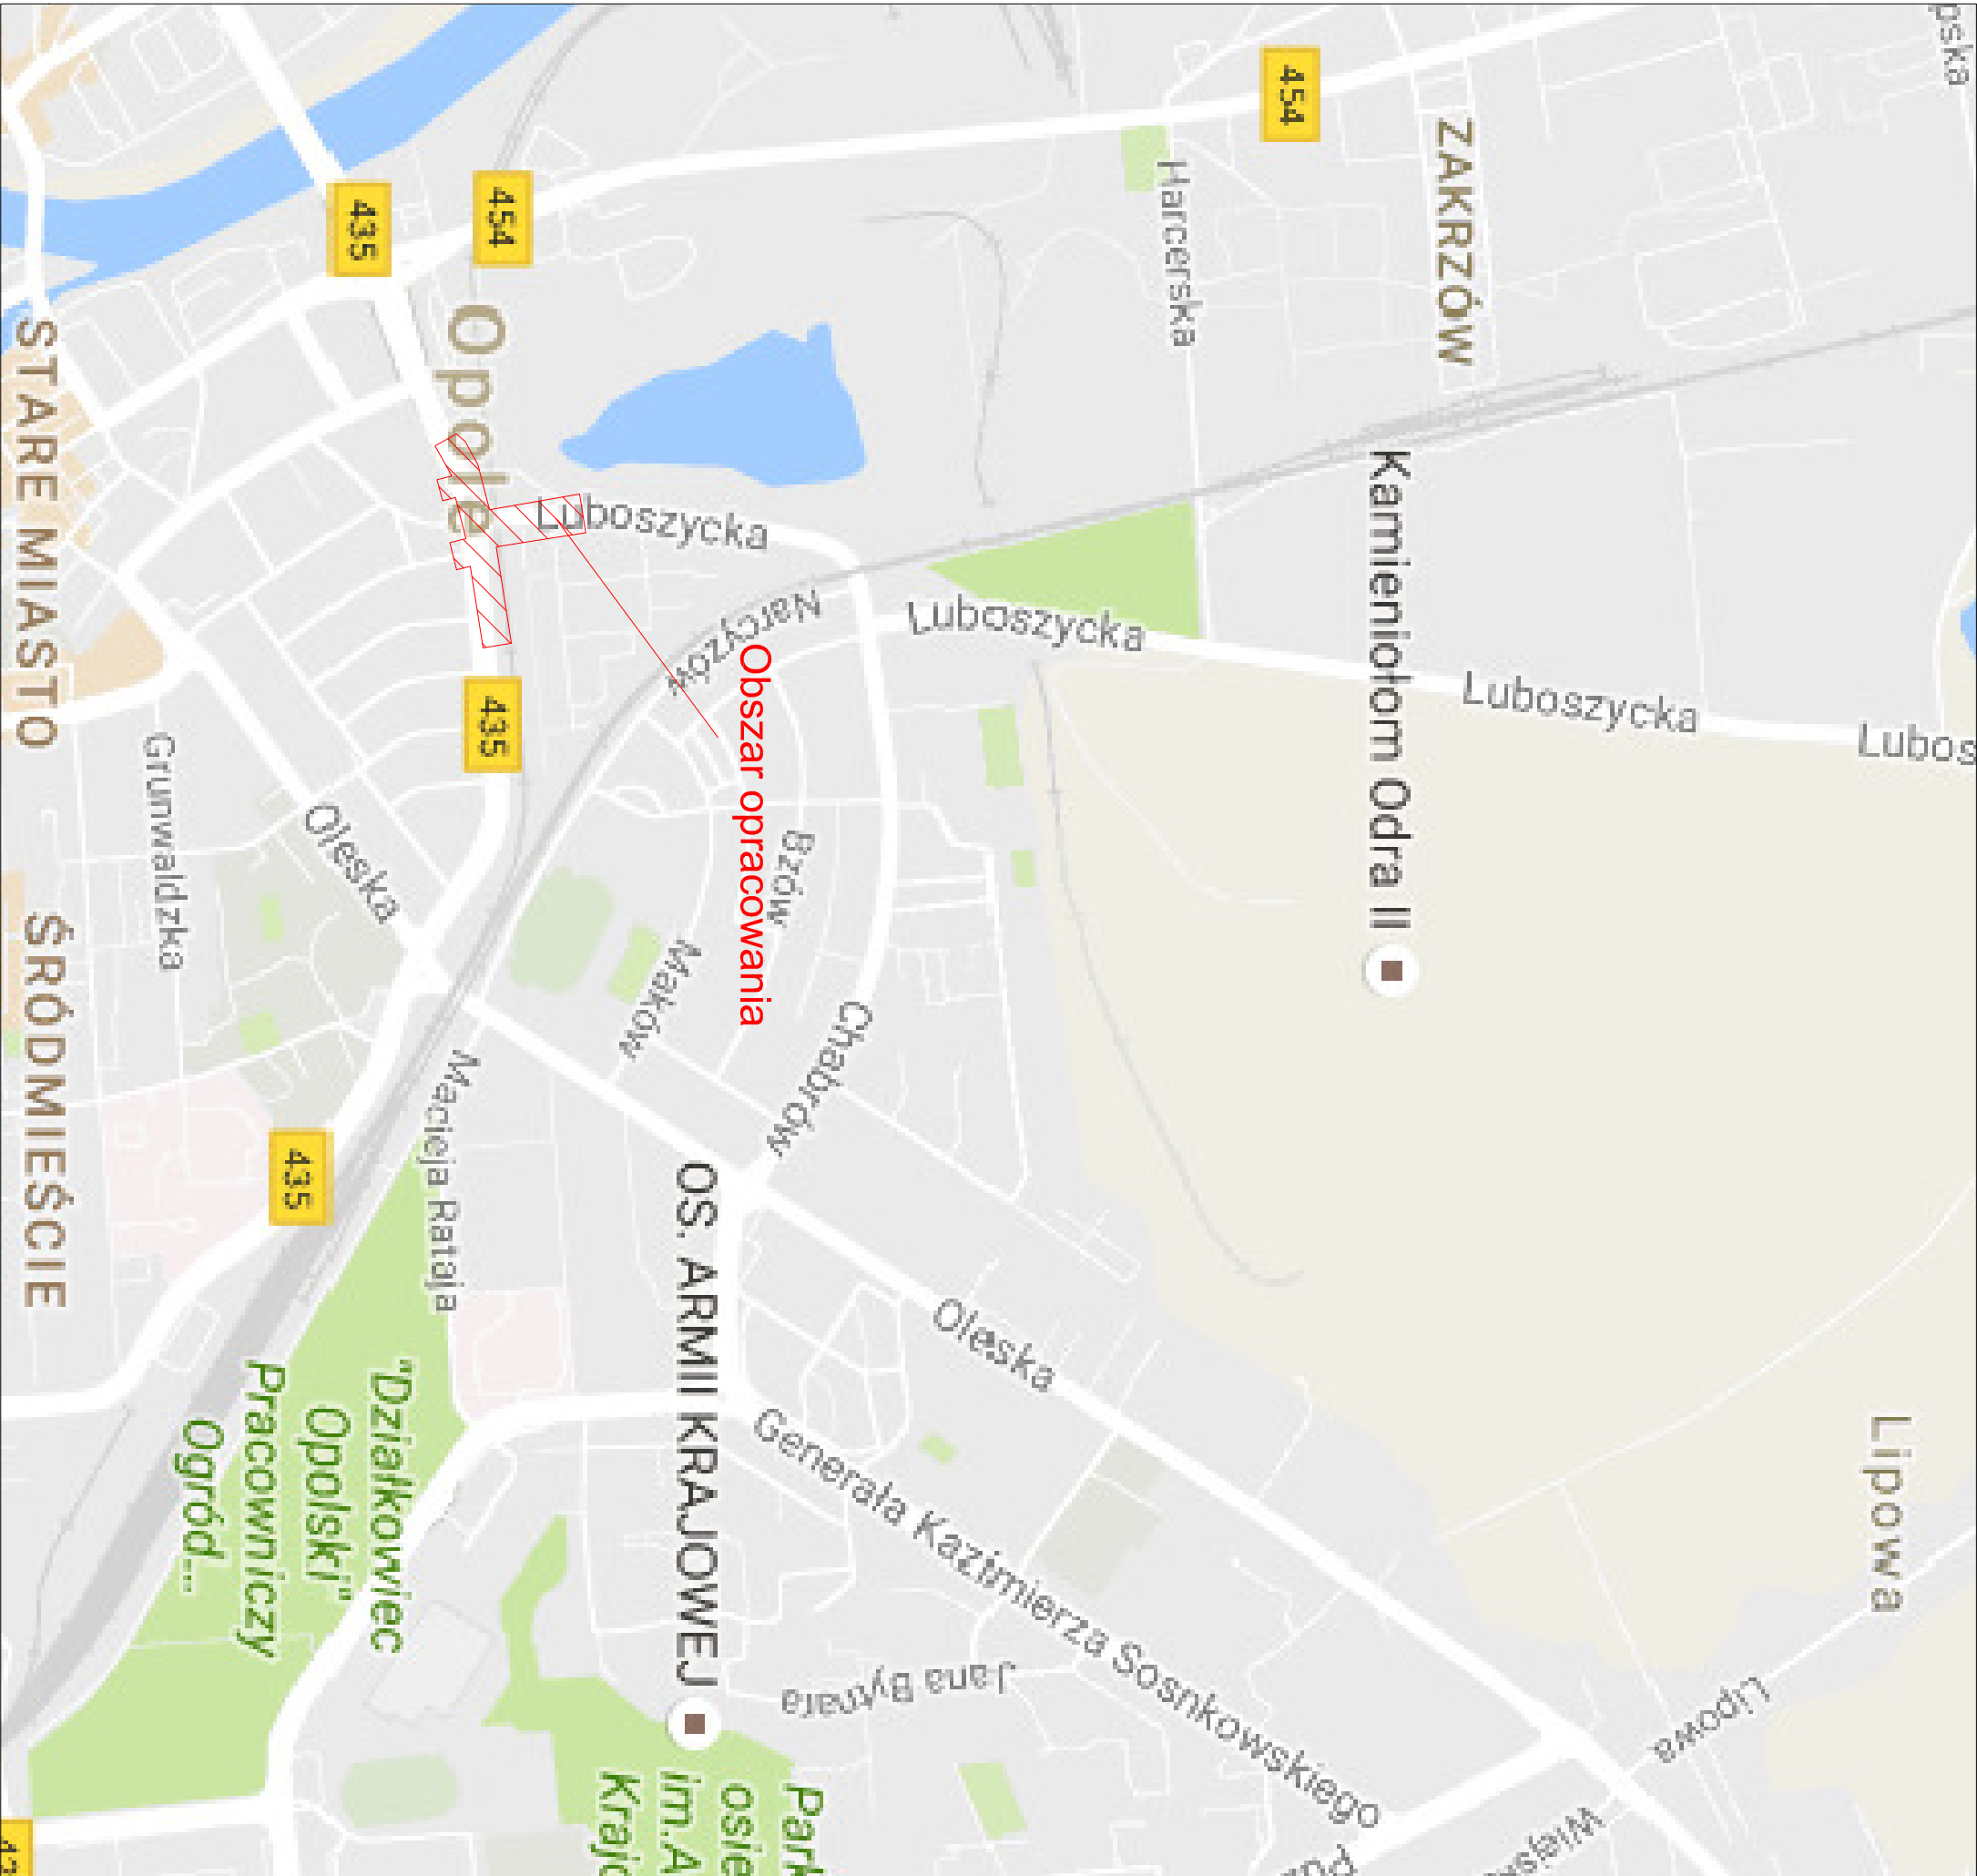 454
ZAKRZÓW
Harcerska
454
435
Opole
STARE MIASTO
Luboszycka
Narcyzów
Luboszycka
Kamieniołom Odra II
Luboszycka
Lubos
435
Obszar opracowania
Grunwaldzka
Oleska
Bzów
Maków
Chabrów
ŚRÓDMIEŚCIE
Macieja Rataja
435
OS. ARMII KRAJOWEJ
Oleska
"Działkowiec
Opolski"
Pracowniczy
Ogród...
Generała Kazimierza Sosnkowskiego
Lipowa
Jana Bytnara
Lipowa
Park
osie
im.A
Krajo